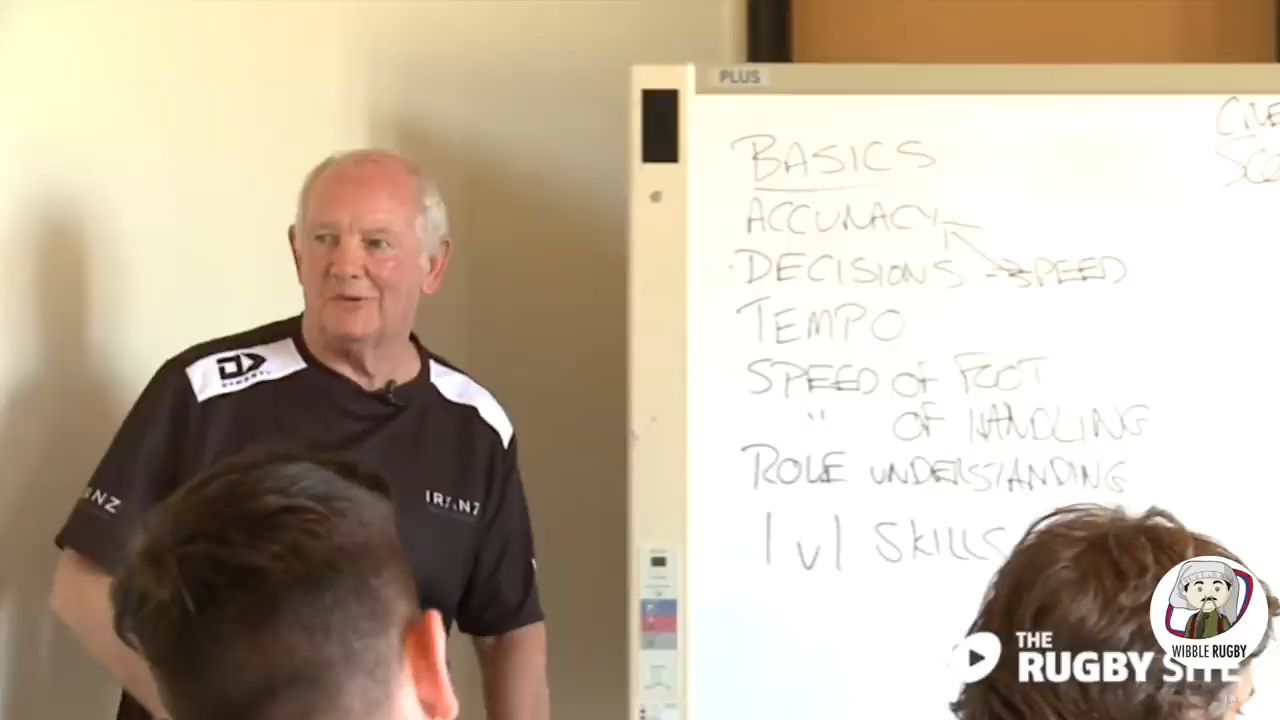 PLUS
BASICS
ACCURACY
DECISIONS - SPEED
TEMPO
SPEED of FOOT
" OF HANDLING
ROLE UNDERSTANDING
1 v 1 SKILLS
DYNASTY
IRANZ
THE
RUGBY SITE
WIBBLE RUGBY